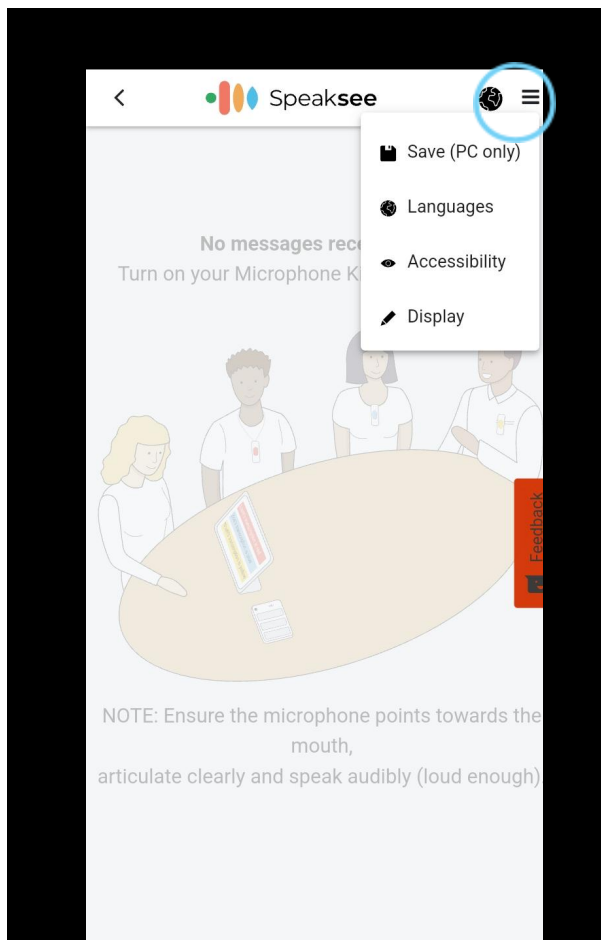 Speaksee
Save (PC only)
Languages
Accessibility
Display
No messages rec
Turn on your Microphone K
Feedback
NOTE: Ensure the microphone points towards the
mouth,
articulate clearly and speak audibly (loud enough)